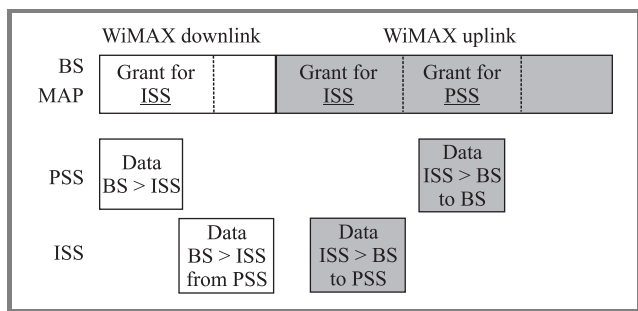 WiMAX downlink WiMAX uplink
BS
MAP
Grant for
ISS
Grant for
ISS
Grant for
PSS
PSS
Data
BS > ISS
Data
ISS > BS
to BS
ISS
Data
BS > ISS
from PSS
Data
ISS > BS
to PSS